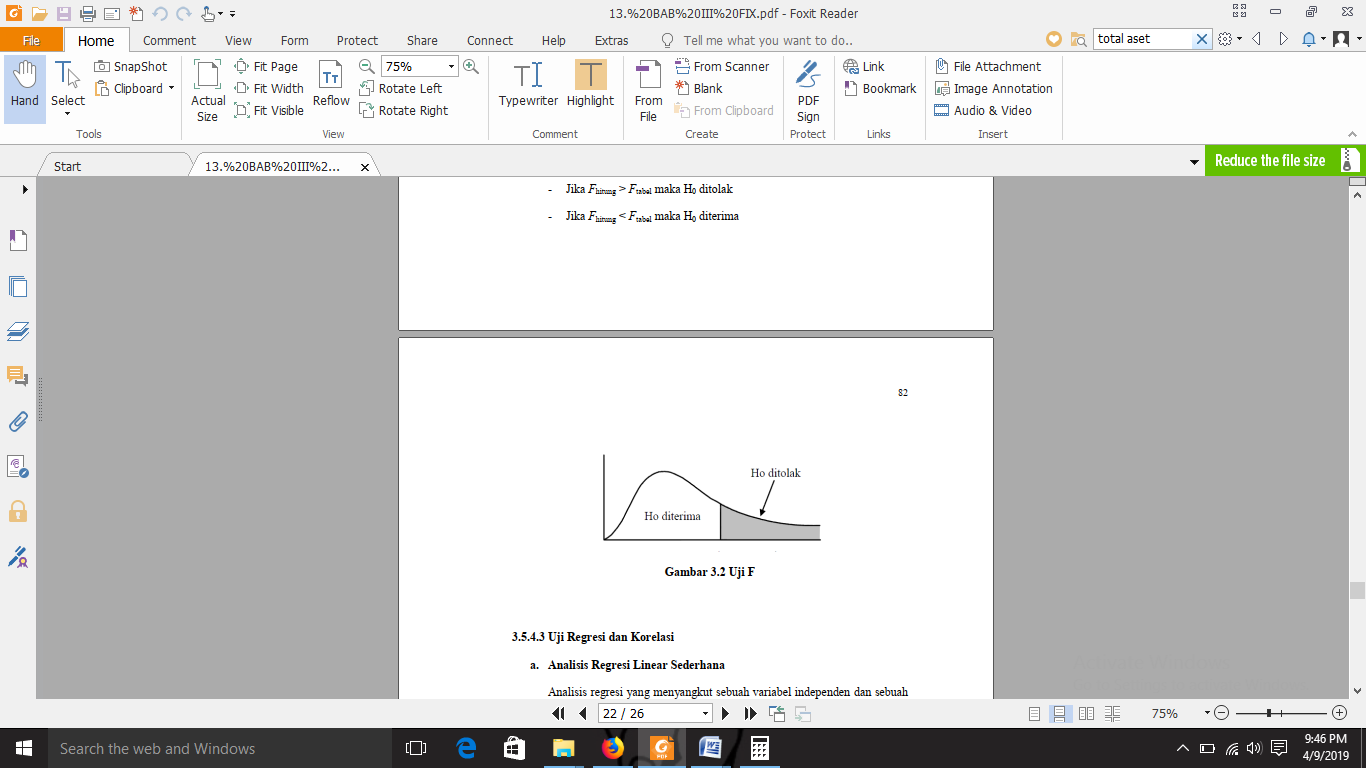 13.%20BAB%20III%20FIX.pdf - Foxit Reader
File Home Comment View Form Protect Share Connect Help Extras Tell me what you want to do.. total aset
Hand
Select
SnapShot
Clipboard
Tools
Actual Size
Fit Page
Fit Width
Fit Visible
Reflow
75%
Rotate Left
Rotate Right
View
Typewriter
Highlight
Comment
From File
From Scanner
Blank
From Clipboard
Create
PDF Sign
Protect
Link
Bookmark
Links
File Attachment
Image Annotation
Audio & Video
Insert
Start
13.%20BAB%20III%2...
Reduce the file size
- Jika Fhitung > Ftabel maka H0 ditolak
- Jika Fhitung < Ftabel maka H0 diterima
82
Ho ditolak
Ho diterima
Gambar 3.2 Uji F
3.5.4.3 Uji Regresi dan Korelasi
a. Analisis Regresi Linear Sederhana
Analisis regresi yang menyangkut sebuah variabel independen dan sebuah
22 / 26
75%
Search the web and Windows
9:46 PM
4/9/2019